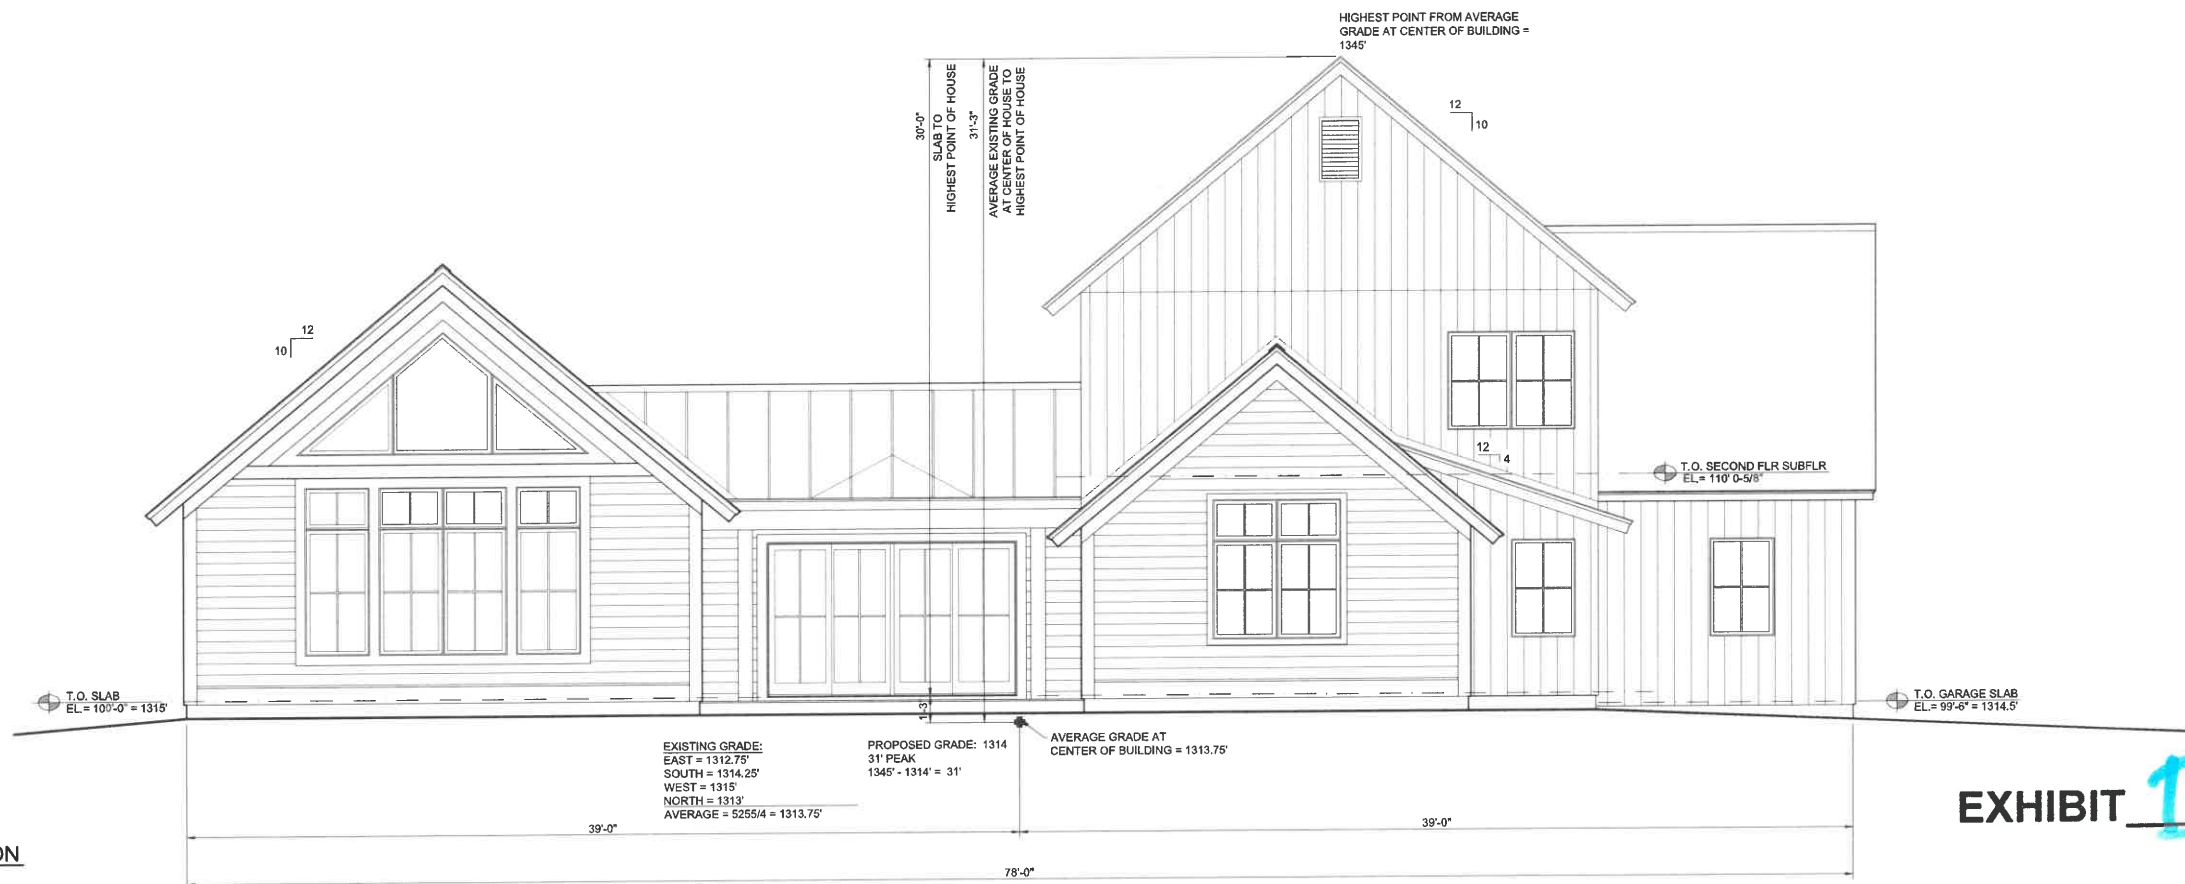 HIGHEST POINT FROM AVERAGE
GRADE AT CENTER OF BUILDING =
1345'
30'-0"
SLAB TO
HIGHEST POINT OF HOUSE
31'-3"
AVERAGE EXISTING GRADE
AT CENTER OF HOUSE TO
HIGHEST POINT OF HOUSE
12
10
12
10
12
4
T.O. SECOND FLR SUBFLR
EL.= 110' 0-5/8"
T.O. SLAB
EL.= 100'-0" = 1315'
T.O. GARAGE SLAB
EL.= 99'-6" = 1314.5'
1'-3"
EXISTING GRADE:
EAST = 1312.75'
SOUTH = 1314.25'
WEST = 1315'
NORTH = 1313'
AVERAGE = 5255/4 = 1313.75'
PROPOSED GRADE: 1314
31' PEAK
1345' - 1314' = 31'
AVERAGE GRADE AT
CENTER OF BUILDING = 1313.75'
EXHIBIT
39'-0"
39'-0"
ON
78'-0"